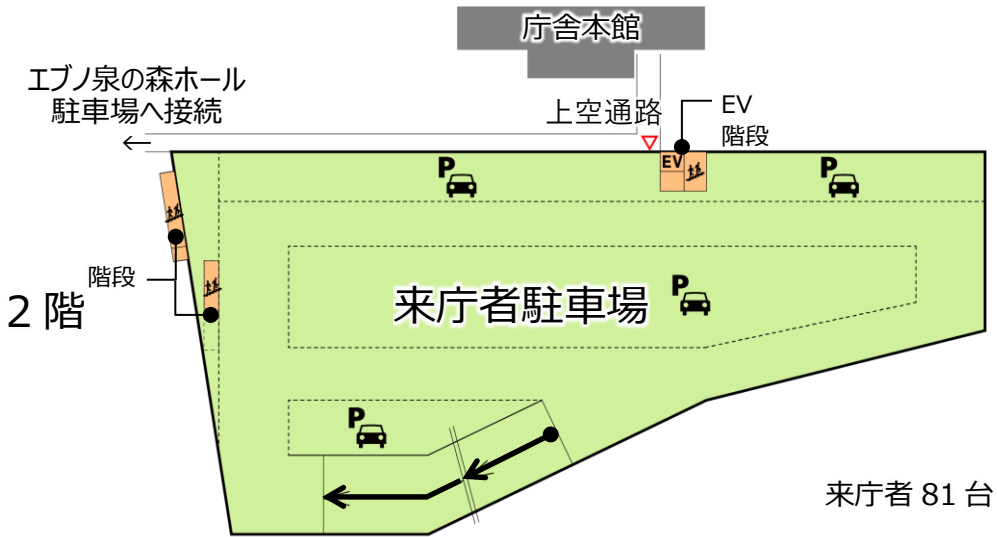 庁舎本館
エブノ泉の森ホール
駐車場へ接続
←
上空通路
EV
階段
P
EV
P
階段
2階
来庁者駐車場
P
P
来庁者 81 台